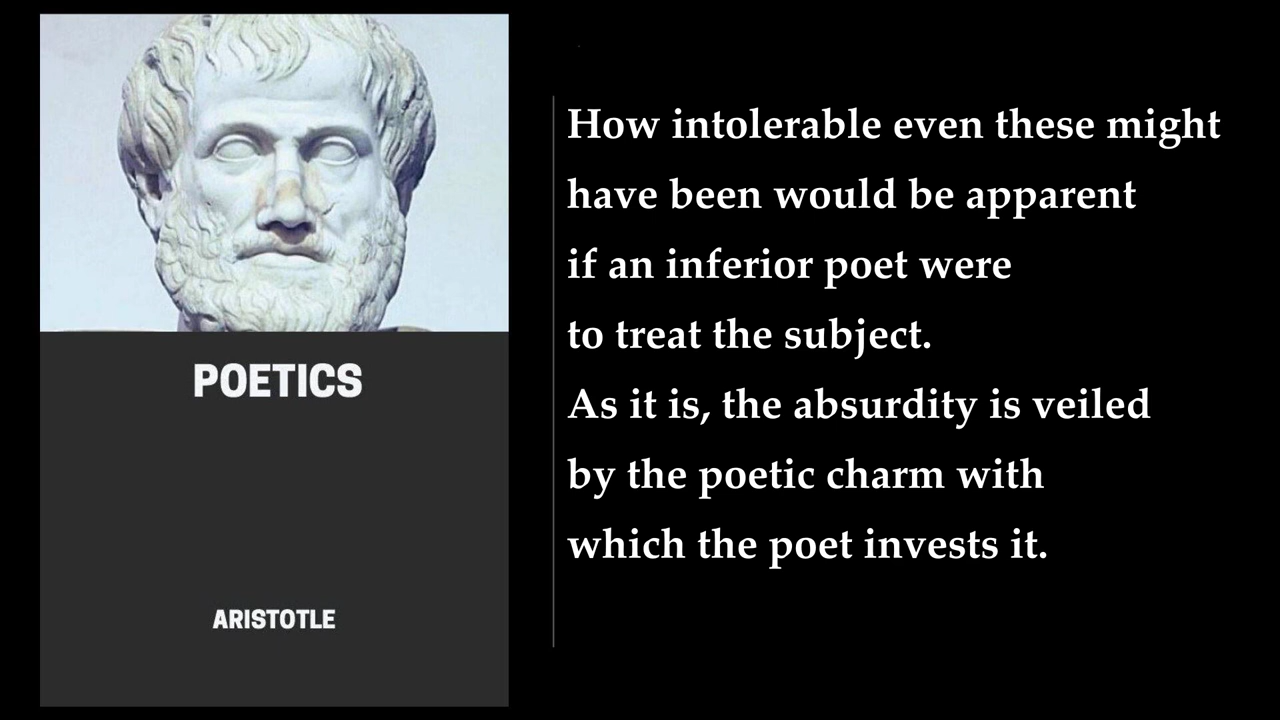 POETICS
ARISTOTLE
How intolerable even these might
have been would be apparent
if an inferior poet were
to treat the subject.
As it is, the absurdity is veiled
by the poetic charm with
which the poet invests it.